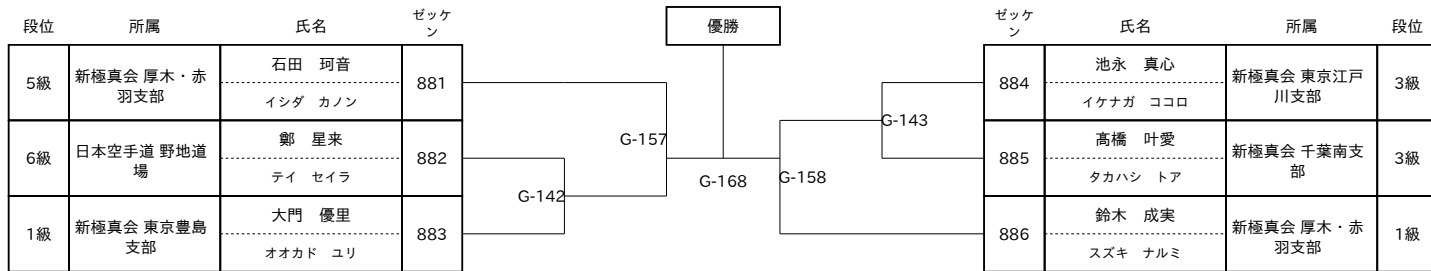 段位 所属 氏名 ゼッケ
ン
優勝
ゼッケ
ン 氏名 所属 段位
5級 新極真会 厚木・赤
羽支部 石田 珂音
イシダ カノン 881
6級 日本空手道 野地道
場 鄭 星来
テイ セイラ 882
1級 新極真会 東京豊島
支部 大門 優里
オオカド ユリ 883
G-157
G-142
G-168
G-143
G-158
884 池永 真心
イケナガ ココロ 新極真会 東京江戸
川支部 3級
885 髙橋 叶愛
タカハシ トア 新極真会 千葉南支
部 3級
886 鈴木 成実
スズキ ナルミ 新極真会 厚木・赤
羽支部 1級